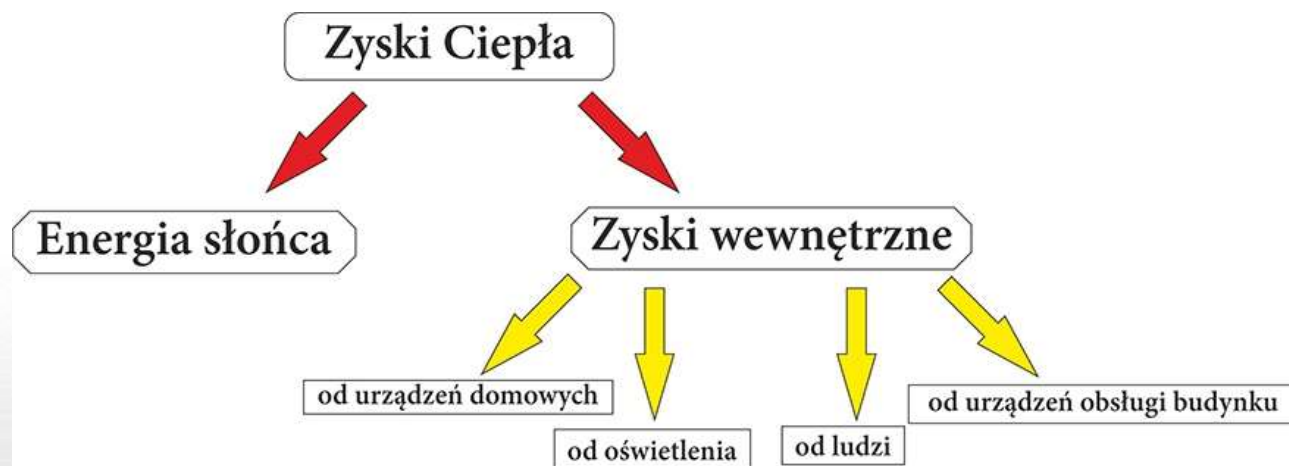 Zyski Ciepła
Energia słońca
Zyski wewnętrzne
od urządzeń domowych
od oświetlenia
od ludzi
od urządzeń obsługi budynku